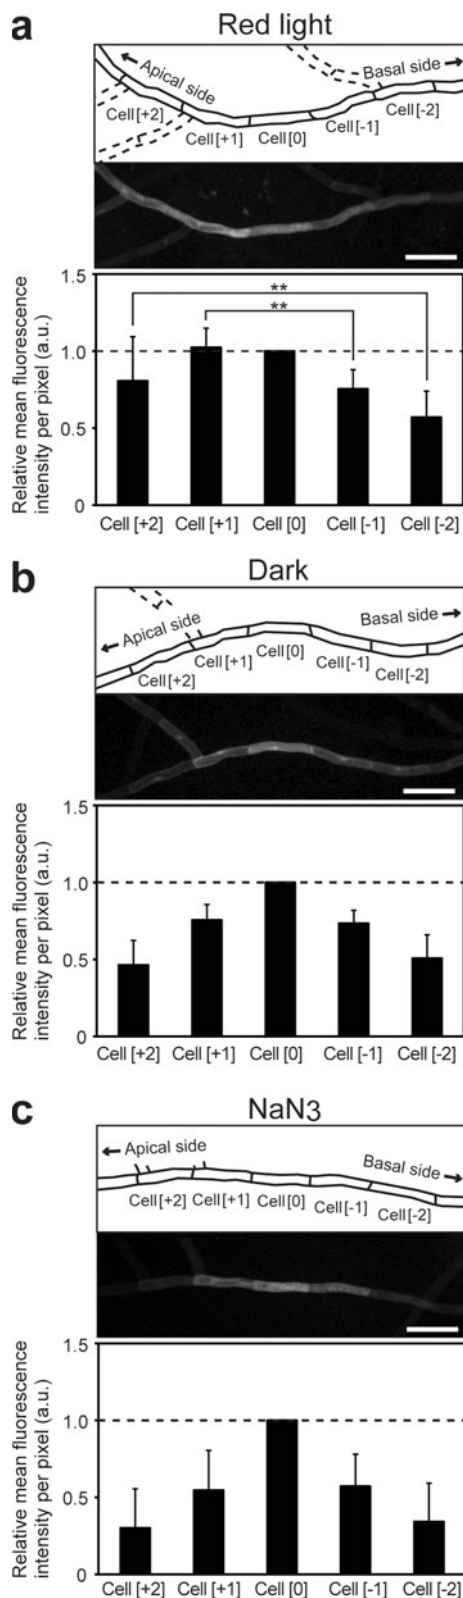 a
Red light
Apical side
Basal side
Cell[+2]
Cell[+1]
Cell[0]
Cell[-1]
Cell[-2]
Relative mean fluorescence
intensity per pixel (a.u.)
1.5
1.0
0.5
0
**
**
Cell [+2] Cell [+1] Cell [0] Cell [-1] Cell [-2]
b
Dark
Apical side
Basal side
Cell[+2]
Cell[+1]
Cell[0]
Cell[-1]
Cell[-2]
Relative mean fluorescence
intensity per pixel (a.u.)
1.5
1.0
0.5
0
Cell [+2] Cell [+1] Cell [0] Cell [-1] Cell [-2]
c
NaN3
Apical side
Basal side
Cell[+2]
Cell[+1]
Cell[0]
Cell[-1]
Cell[-2]
Relative mean fluorescence
intensity per pixel (a.u.)
1.5
1.0
0.5
0
Cell [+2] Cell [+1] Cell [0] Cell [-1] Cell [-2]